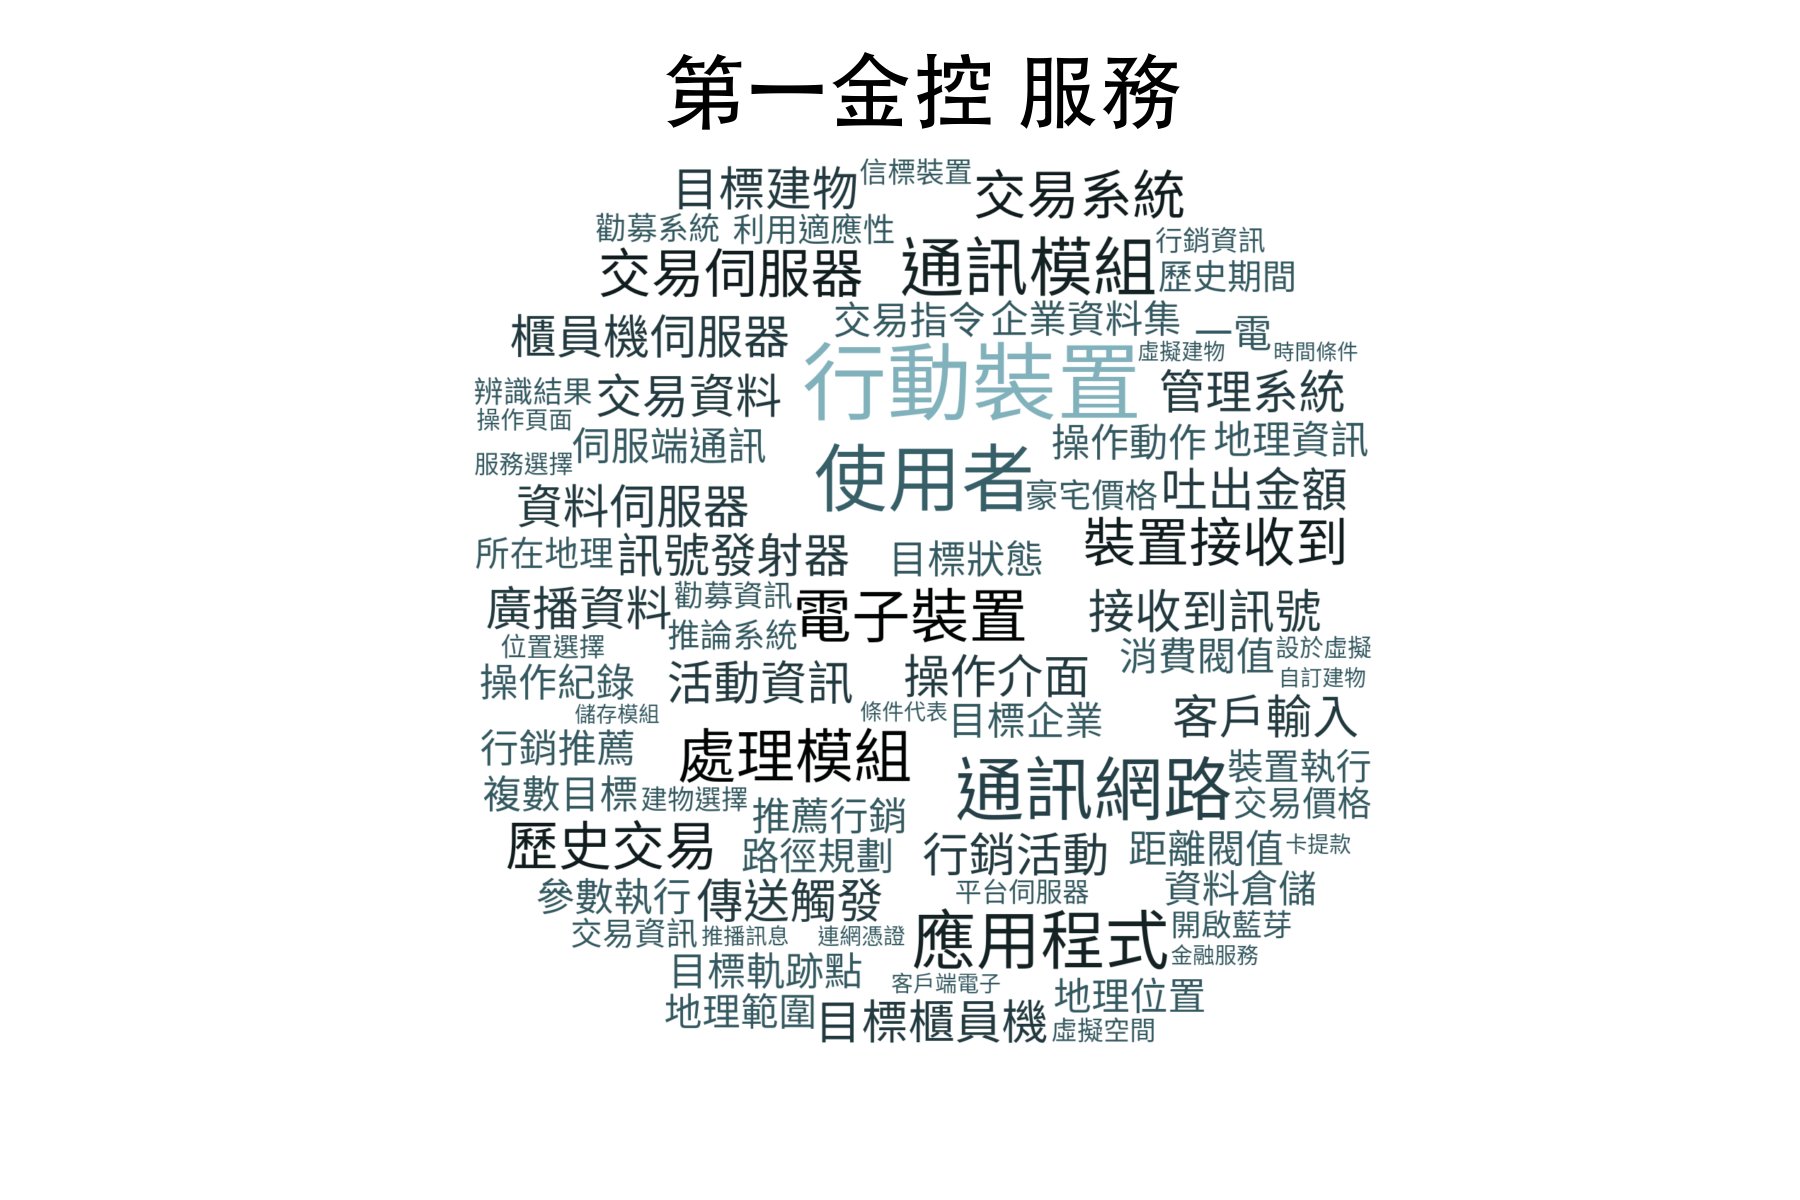 第一金控 服務
目標建物 信標裝置 交易系統
勸募系統 利用適應性
行銷資訊
交易伺服器 通訊模組 歷史期間
交易指令 企業資料集 一電
櫃員機伺服器 虛擬建物 時間條件
行動裝置
辨識結果 交易資料 管理系統
操作頁面
伺服端通訊 操作動作 地理資訊
服務選擇
使用者 豪宅價格 吐出金額
資料伺服器
裝置接收到
所在地理 訊號發射器 目標狀態
廣播資料 勸募資訊 電子裝置 接收到訊號
推論系統
位置選擇 消費閥值 設於虛擬
自訂建物
操作紀錄 活動資訊 操作介面
儲存模組 條件代表 目標企業 客戶輸入
行銷推薦 處理模組
裝置執行
通訊網路
複數目標 建物選擇 交易價格
推薦行銷
歷史交易 路徑規劃 行銷活動 距離閥值 卡提款
參數執行 傳送觸發 平台伺服器 資料倉儲
交易資訊 推播訊息 連網憑證 應用程式 開啟藍芽
金融服務
目標軌跡點 客戶端電子
地理範圍 目標櫃員機 地理位置
虛擬空間